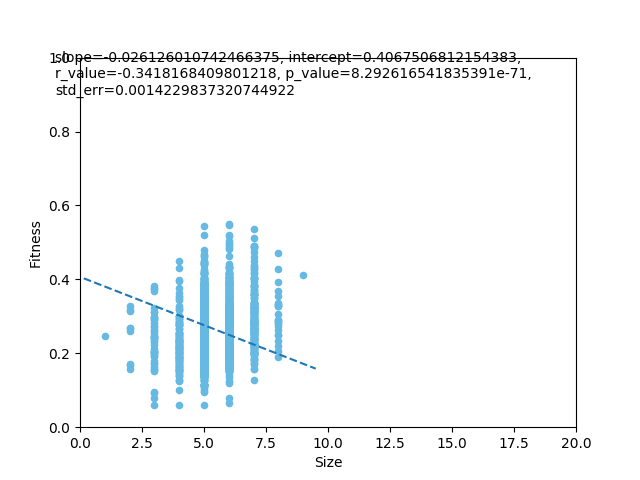 slope=-0.026126010742466375, intercept=0.4067506812154383,
r_value=-0.3418168409801218, p_value=8.292616541835391e-71,
std_err=0.0014229837320744922
1.0
0.8
0.6
0.4
0.2
0.0
Fitness
0.0 2.5 5.0 7.5 10.0 12.5 15.0 17.5 20.0
Size